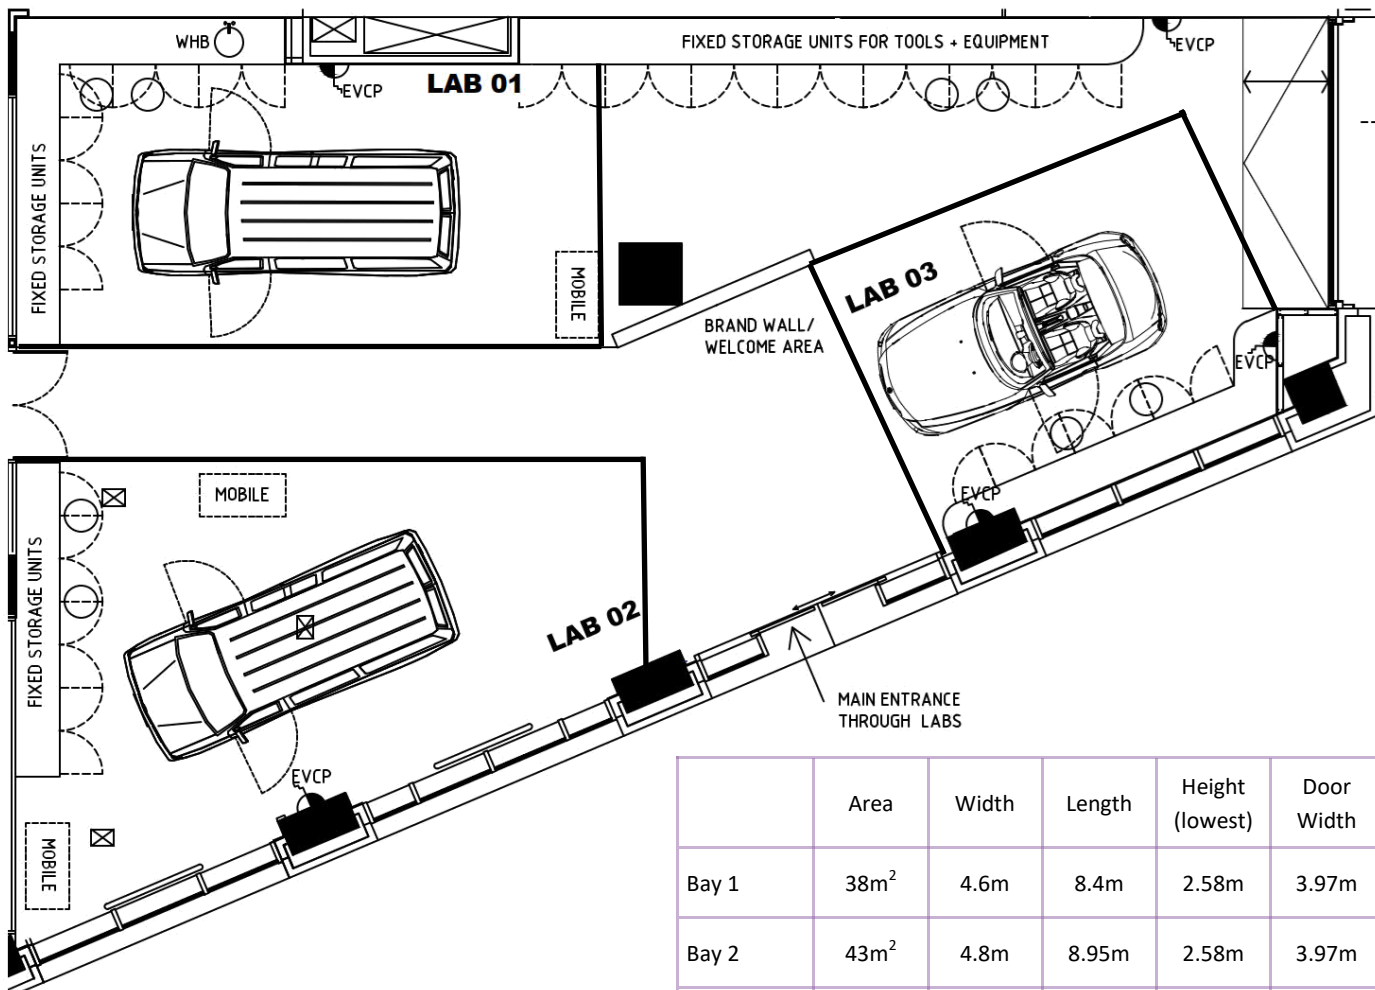 WHB
FIXED STORAGE UNITS FOR TOOLS + EQUIPMENT
EVCP
EVCP
LAB 01
FIXED STORAGE UNITS
MOBILE
BRAND WALL/
WELCOME AREA
LAB 03
EVCP
MOBILE
FIXED STORAGE UNITS
EVCP
LAB 02
MAIN ENTRANCE
THROUGH LABS
EVCP
MOBILE
Area Width Length Height (lowest) Door Width
Bay 1 38m² 4.6m 8.4m 2.58m 3.97m
Bay 2 43m² 4.8m 8.95m 2.58m 3.97m